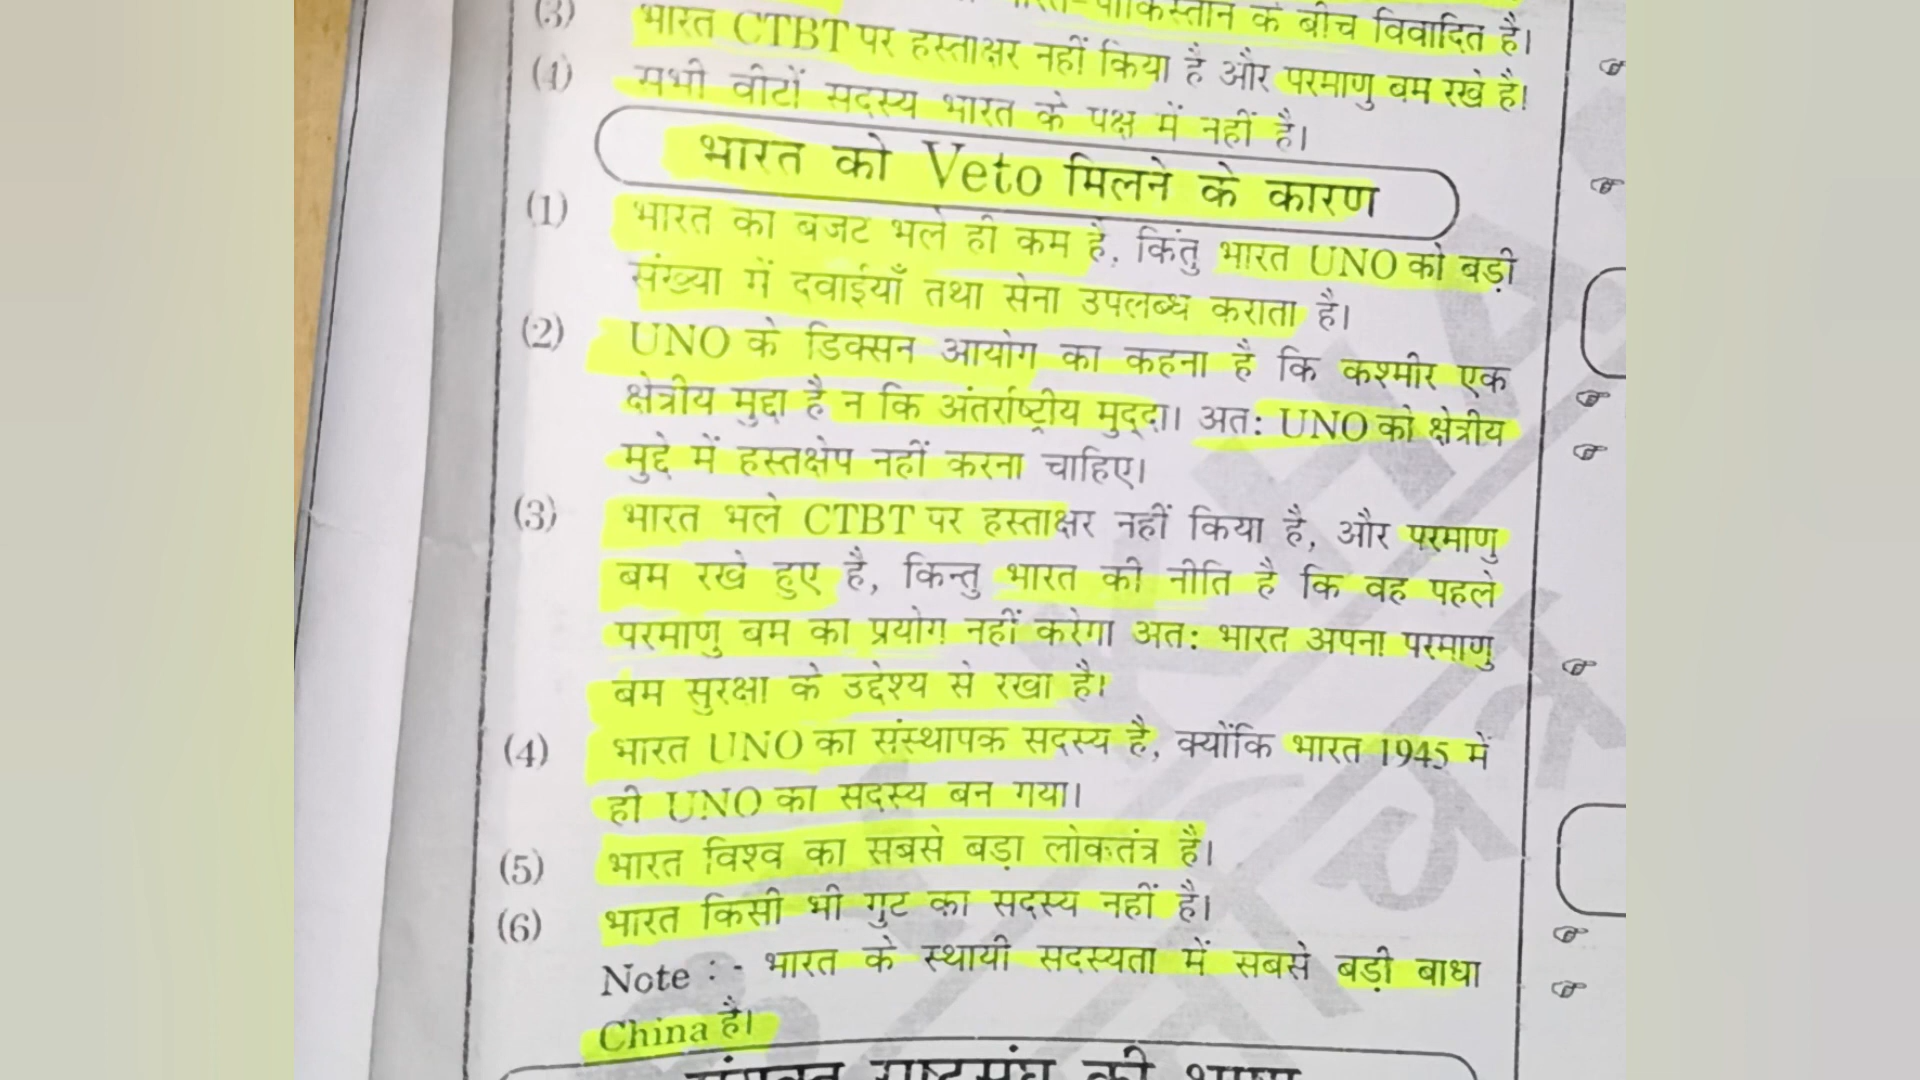 पाकिस्तान के बीच विवादित है।
(3) भारत CTBT पर हस्ताक्षर नहीं किया है और परमाणु बम रखे है।
(4) सभी वीटों सदस्य भारत के पक्ष में नहीं है।
भारत को Veto मिलने के कारण
(1) भारत का बजट भले ही कम है, किंतु भारत UNO को बड़ी
संख्या में दवाईयाँ तथा सेना उपलब्ध कराता है।
(2) UNO के डिक्सन आयोग का कहना है कि कश्मीर एक
क्षेत्रीय मुद्दा है न कि अंतर्राष्ट्रीय मुद्दा। अत: UNO को क्षेत्रीय
मुद्दे में हस्तक्षेप नहीं करना चाहिए।
(3) भारत भले CTBT पर हस्ताक्षर नहीं किया है, और परमाणु
बम रखे हुए है, किन्तु भारत की नीति है कि वह पहले
परमाणु बम का प्रयोग नहीं करेगा अत: भारत अपना परमाणु
बम सुरक्षा के उद्देश्य से रखा है।
(4) भारत UNO का संस्थापक सदस्य है, क्योंकि भारत 1945 में
ही UNO का सदस्य बन गया।
(5) भारत विश्व का सबसे बड़ा लोकतंत्र है।
(6) भारत किसी भी गुट का सदस्य नहीं है।
Note : - भारत के स्थायी सदस्यता में सबसे बड़ी बाधा
China है।